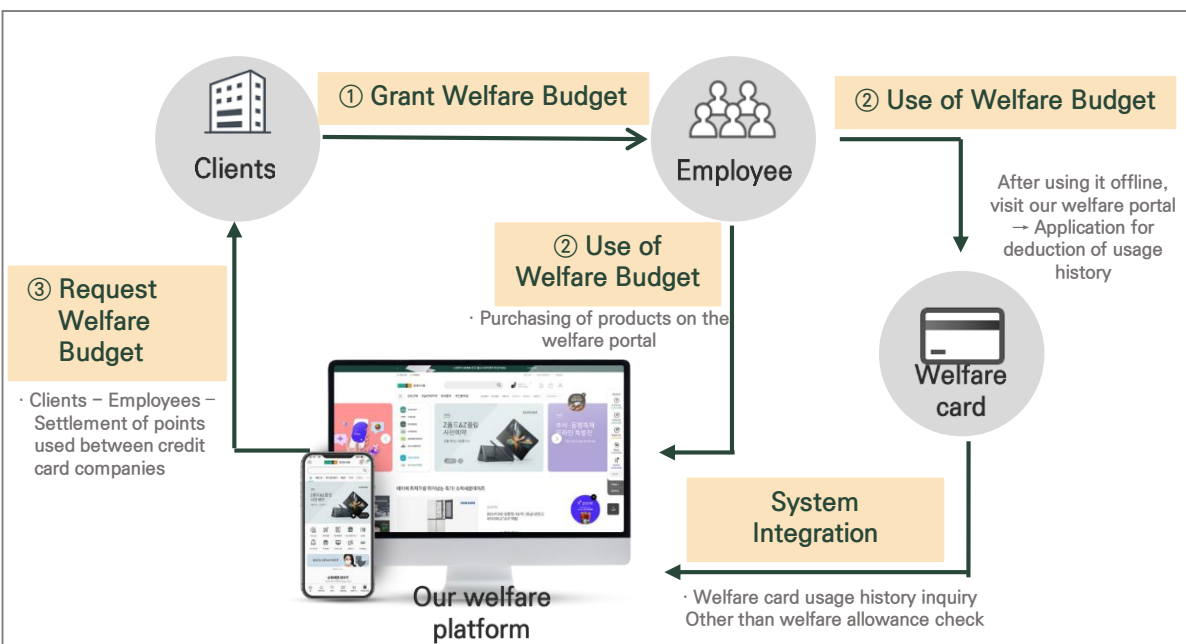 ① Grant Welfare Budget
② Use of Welfare Budget
Clients
Employee
After using it offline,
visit our welfare portal
→ Application for
deduction of usage
history
② Use of
Welfare Budget
· Purchasing of products on the
welfare portal
③ Request
Welfare
Budget
· Clients – Employees –
Settlement of points
used between credit
card companies
Welfare
card
System
Integration
· Welfare card usage history inquiry
Other than welfare allowance check
Our welfare
platform